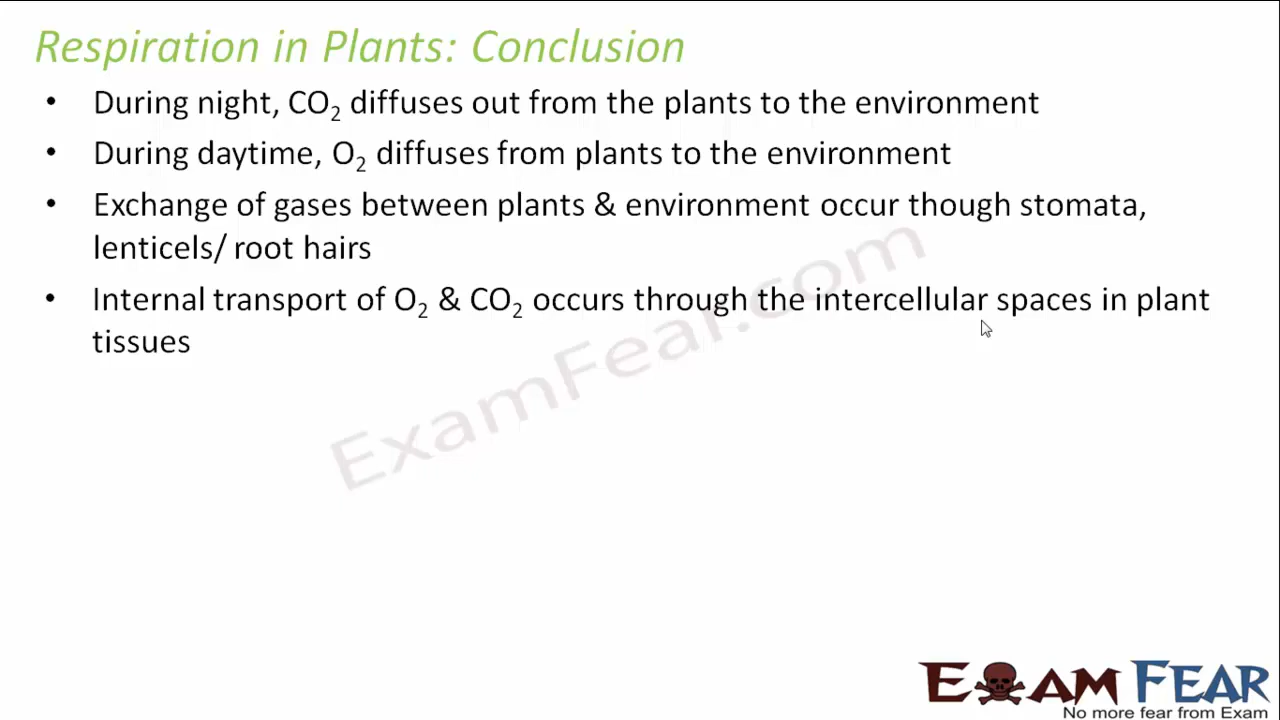 Respiration in Plants: Conclusion
• During night, CO₂ diffuses out from the plants to the environment
• During daytime, O₂ diffuses from plants to the environment
• Exchange of gases between plants & environment occur though stomata,
lenticels/ root hairs
• Internal transport of O₂ & CO₂ occurs through the intercellular spaces in plant
tissues
ExamFear.com
EXAM FEAR
No more fear from Exam